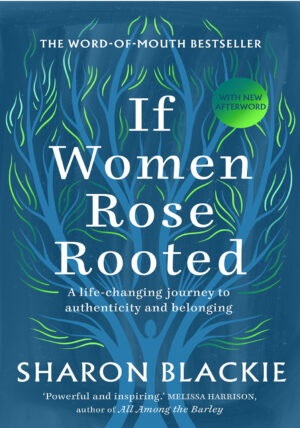 THE WORD-OF-MOUTH BESTSELLER
WITH NEW
AFTERWORD
If
Women
Rose
Rooted
A life-changing journey to
authenticity and belonging
SHARON BLACKIE
‘Powerful and inspiring.’ MELISSA HARRISON,
author of All Among the Barley